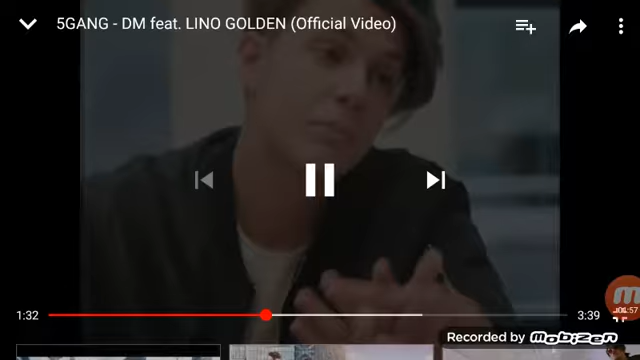 5GANG - DM feat. LINO GOLDEN (Official Video)
1:32
3:39
Recorded by mobizen